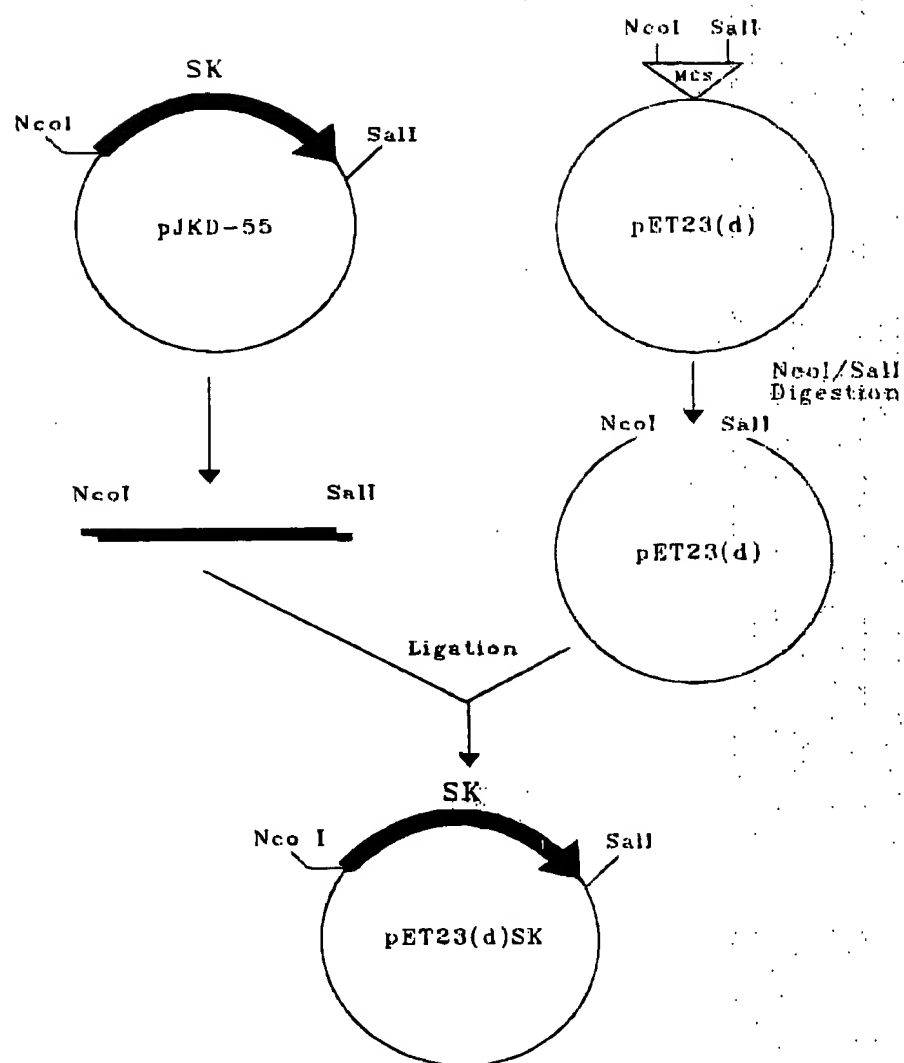 SK
NcoI
SalI
pJKD-55
NcoI SalI
MCS
pET23(d)
NcoI/SalI
Digestion
NcoI SalI
pET23(d)
NcoI SalI
Ligation
SK
Nco I
SalI
pET23(d)SK